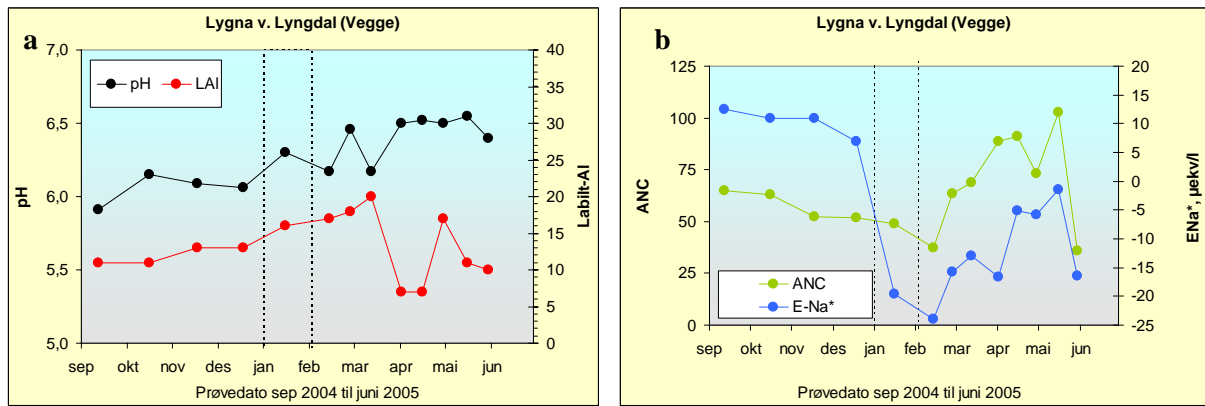 a
Lygna v. Lyngdal (Vegge)
7,0
6,5
6,0
5,5
5,0
pH
pH
LAl
40
35
30
25
20
15
10
5
0
Labilt-Al
sep okt nov des jan feb mar apr mai jun
Prøvedato sep 2004 til juni 2005
b
Lygna v. Lyngdal (Vegge)
125
100
75
50
25
0
ANC
ANC
E-Na*
20
15
10
5
0
-5
-10
-15
-20
-25
ENa*, µekv/l
sep okt nov des jan feb mar apr mai jun
Prøvedato sep 2004 til juni 2005